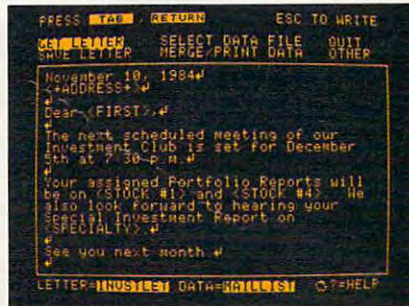 PRESS TAB, RETURN ESC TO WRITE
GET LETTER SELECT DATA FILE QUIT
SAVE LETTER MERGE/PRINT DATA OTHER
November 10, 1984↵
<+ADDRESS+>↵
↵
Dear <FIRST>,↵
↵
The next scheduled meeting of our
Investment Club is set for December
5th at 7:30 p.m.↵
↵
Your assigned Portfolio Reports will
be on <STOCK #1> and <STOCK #4>. We
also look forward to hearing your
Special Investment Report on
<SPECIALTY>.↵
↵
See you next month.↵
↵
LETTER=INVSTLET DATA=MAILLIST ?=HELP